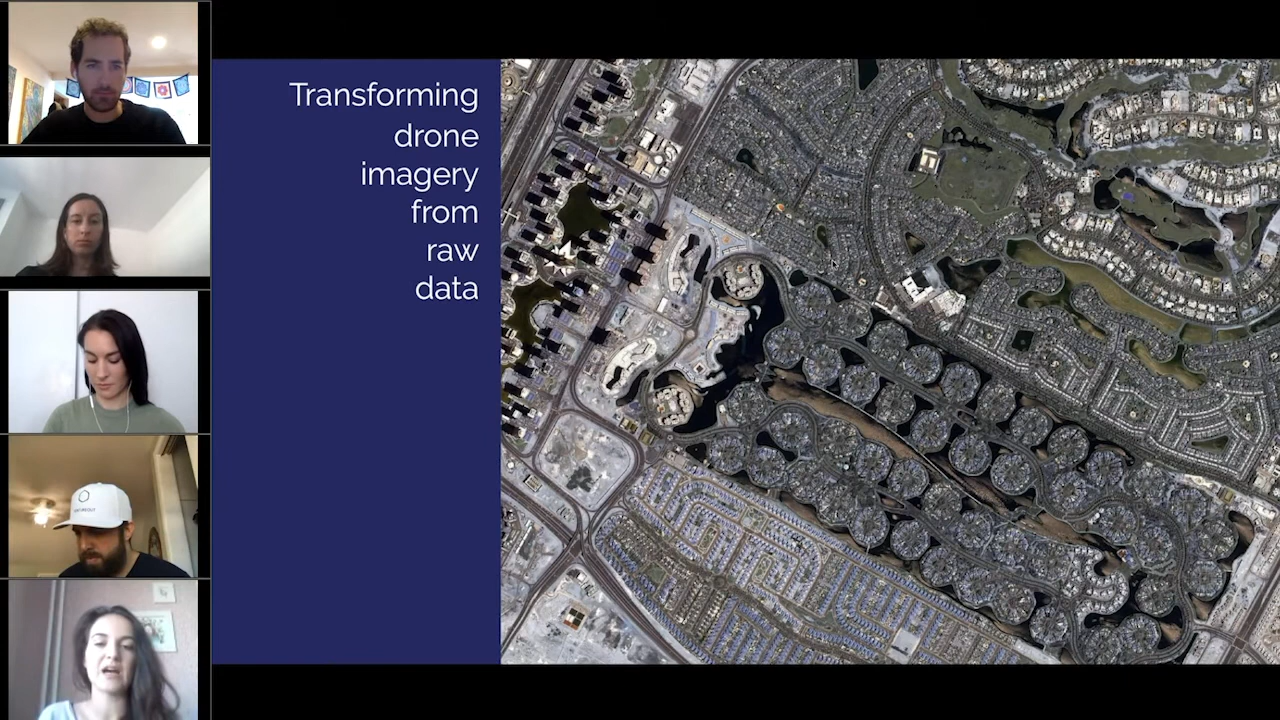 Transforming
drone
imagery
from
raw
data